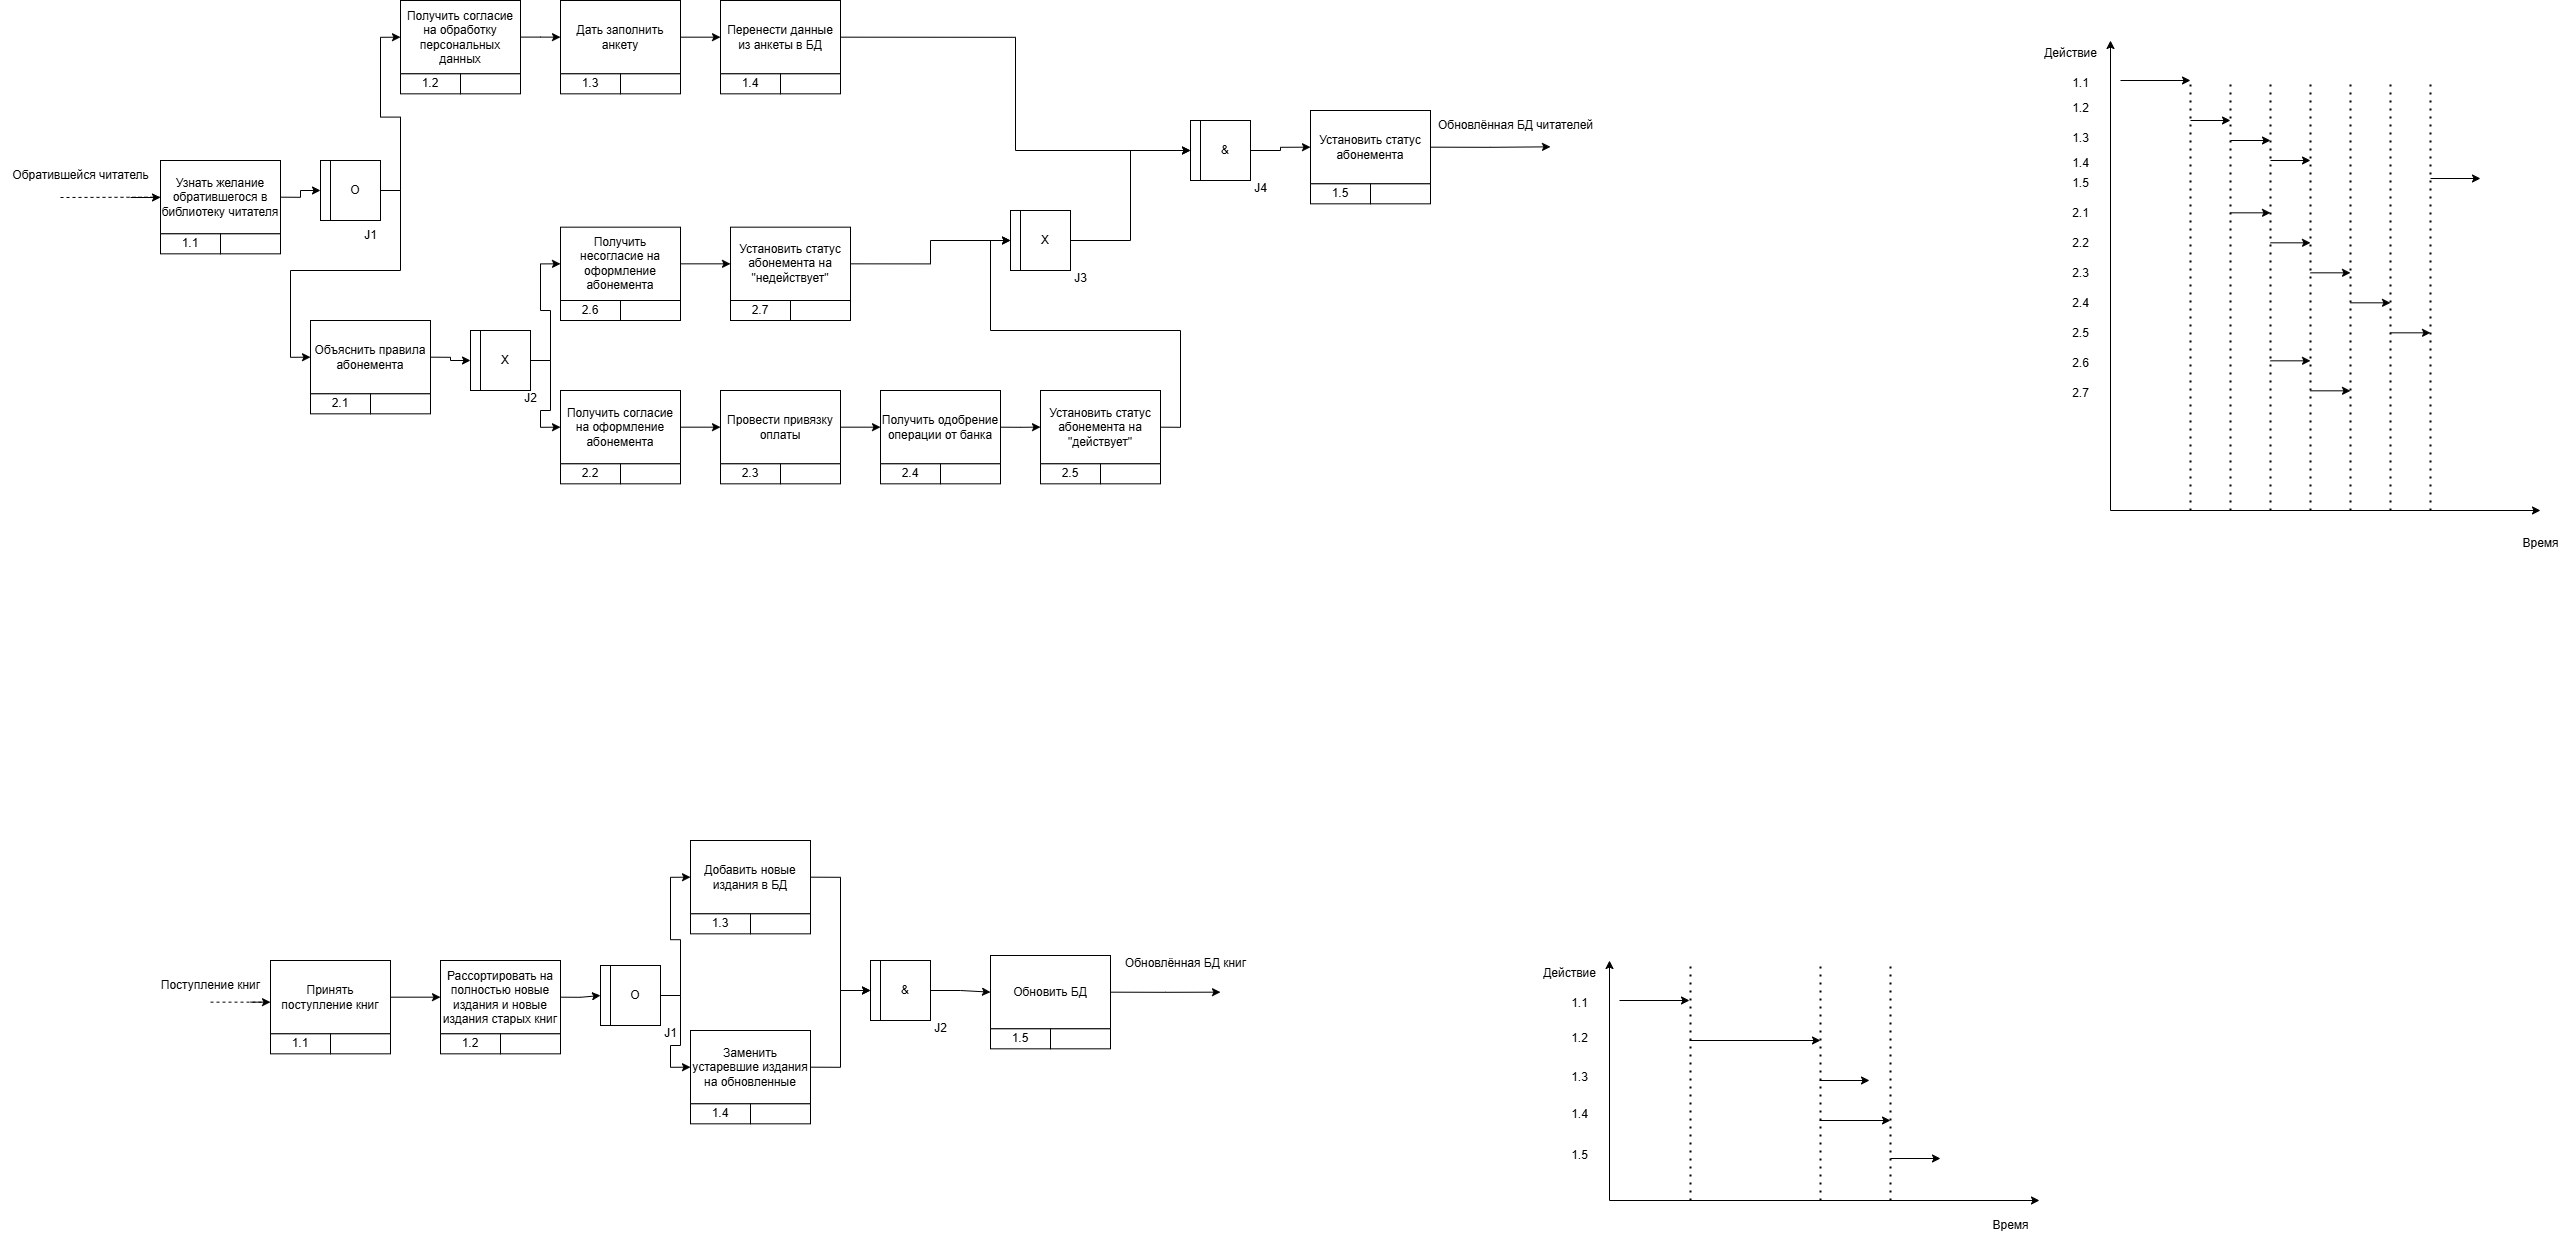 Получить согласие
на обработку
персональных
данных
1.2
Дать заполнить
анкету
1.3
Перенести данные
из анкеты в БД
1.4
Обратившейся читатель
Узнать желание
обратившегося в
библиотеку читателя
1.1
O
J1
&
J4
Установить статус
абонемента
1.5
Обновлённая БД читателей
Получить
несогласие на
оформление
абонемента
2.6
Установить статус
абонемента на
"недействует"
2.7
X
J3
Объяснить правила
абонемента
2.1
X
J2
Получить согласие
на оформление
абонемента
2.2
Провести привязку
оплаты
2.3
Получить одобрение
операции от банка
2.4
Установить статус
абонемента на
"действует"
2.5
Действие
1.1
1.2
1.3
1.4
1.5
2.1
2.2
2.3
2.4
2.5
2.6
2.7
Время
Поступление книг
Принять
поступление книг
1.1
Рассортировать на
полностью новые
издания и новые
издания старых книг
1.2
O
J1
Добавить новые
издания в БД
1.3
Заменить
устаревшие издания
на обновленные
1.4
&
J2
Обновить БД
1.5
Обновлённая БД книг
Действие
1.1
1.2
1.3
1.4
1.5
Время